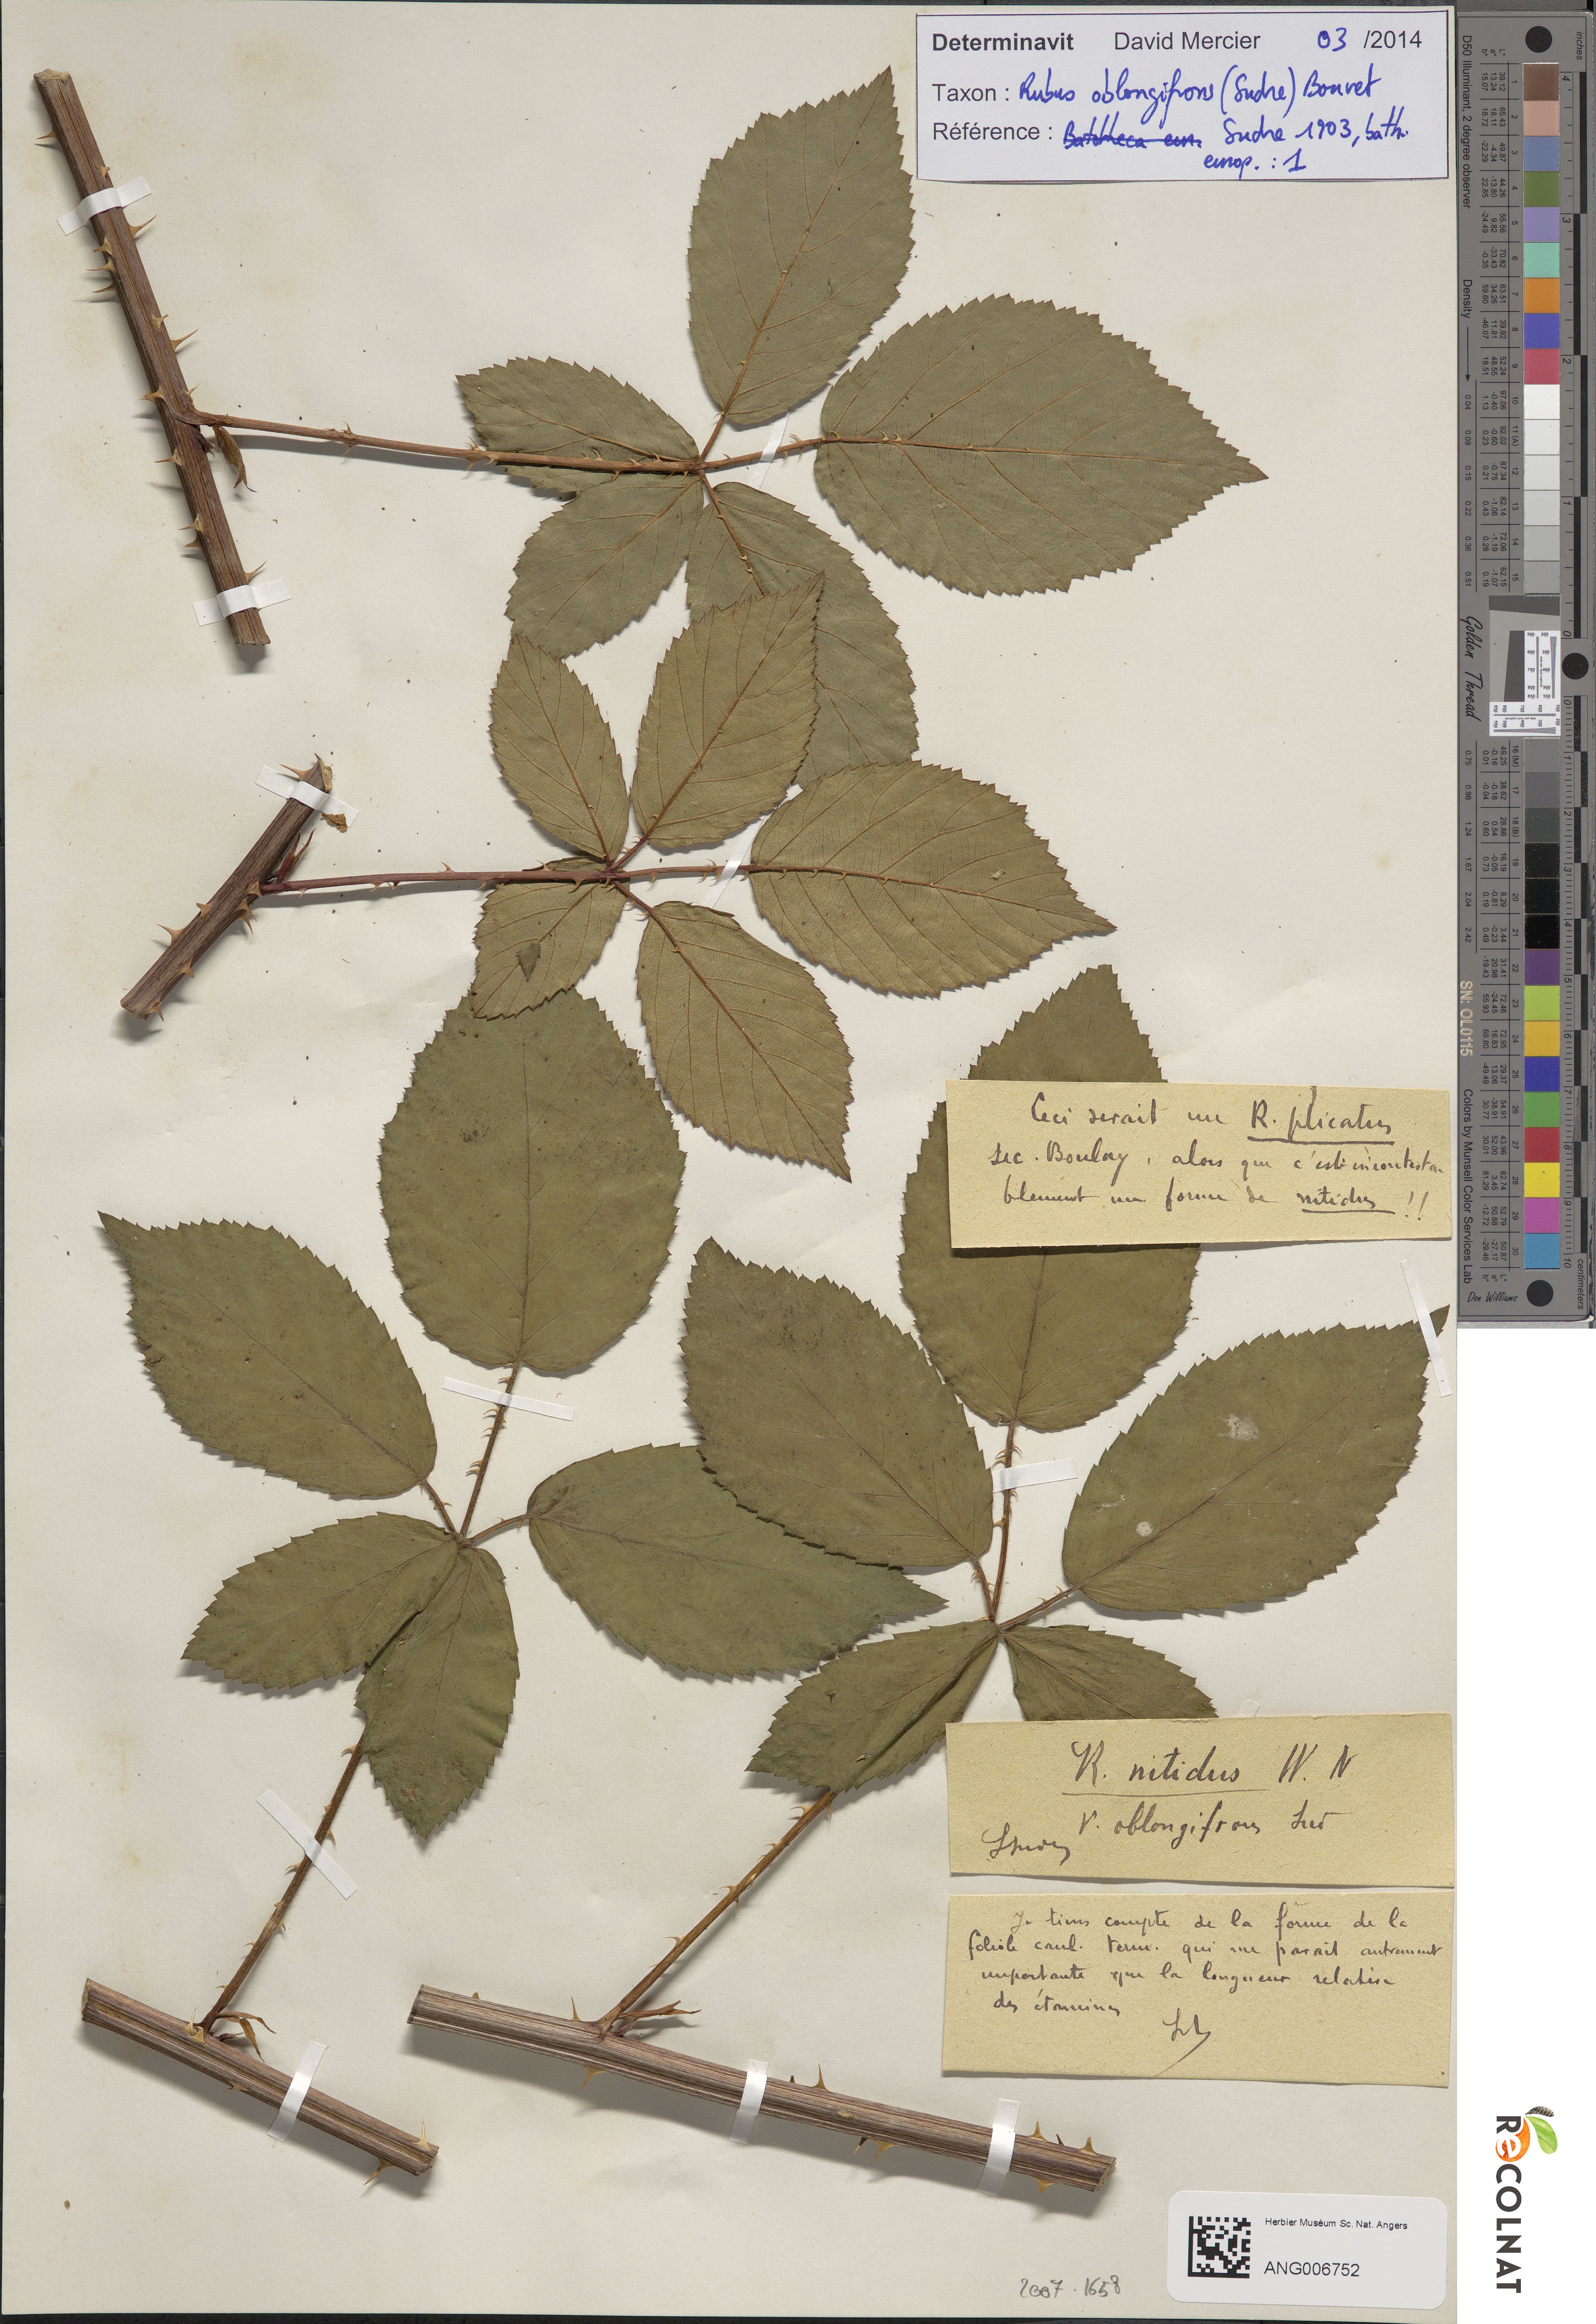 Determinavit David Mercier 03 /2014
Taxon : Rubus oblongifrons (Sudre) Bouvet
Référence : Batotheca eur. Sudre 1903, bath.
europ. : 1
Ceci serait un R. plicatus
sec. Boulay, alors que c'est incontesta-
blement une forme de nitidus !!
R. nitidus W. N
v. oblongifrons Sud
Je tiens compte de la forme de la
foliole caul. term. qui me parait autrement
importante que la longueur relative
des étamines
Herbier Muséum Sc. Nat. Angers
ANG006752
2007.1658
RECOLNAT
D50 Illuminant, 2 degree observer
Density
Golden Thread
SN: OL0115
Colors by Munsell Color Services Lab
Don Williams
inches
centimeters